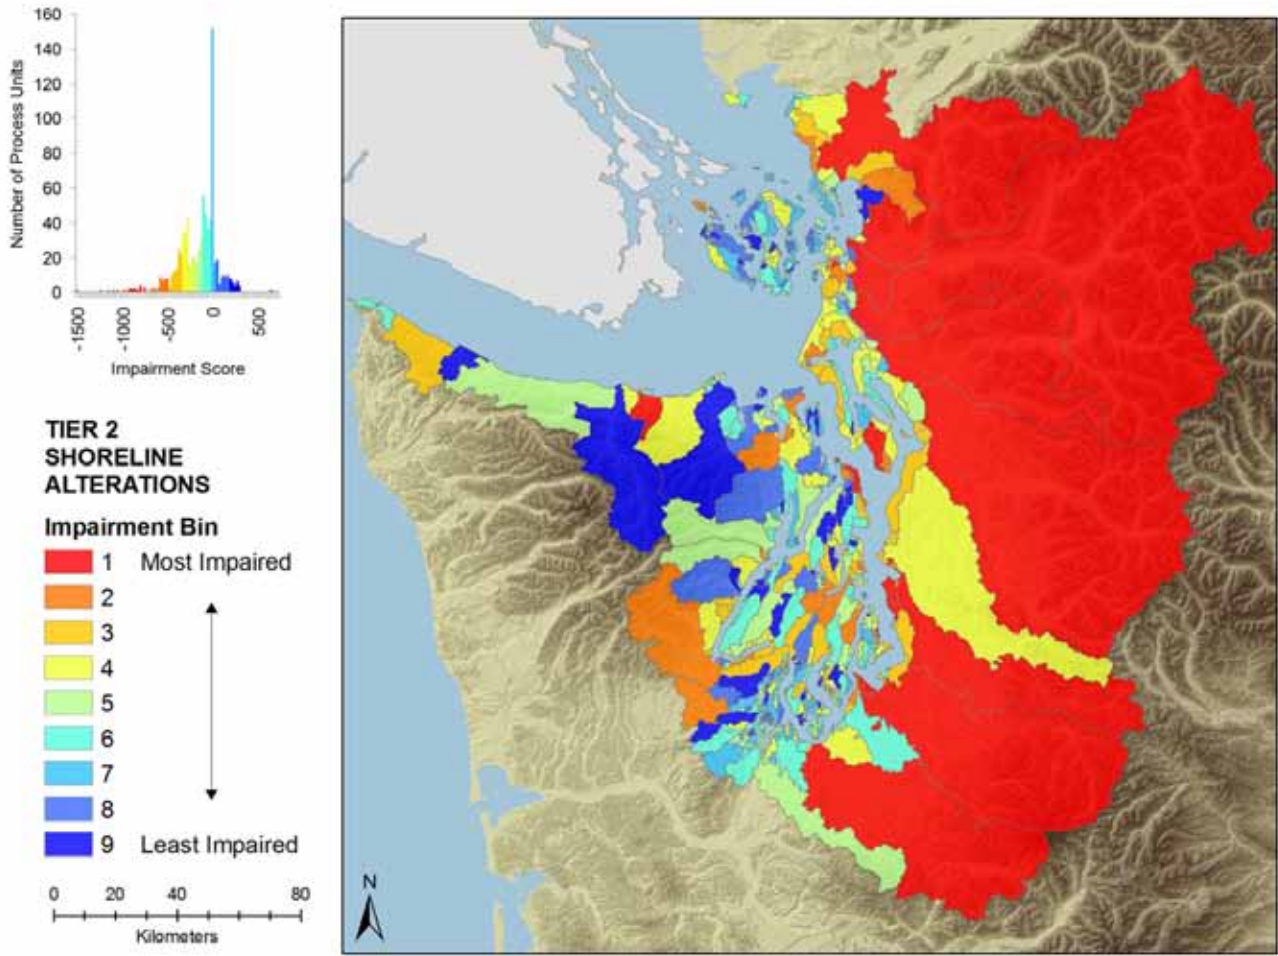 160
140
120
100
80
60
40
20
0
Number of Process Units
-1500
-1000
-500
0
500
Impairment Score
TIER 2
SHORELINE
ALTERATIONS
Impairment Bin
1 Most Impaired
2
3
4
5
6
7
8
9 Least Impaired
0 20 40 80
Kilometers
N